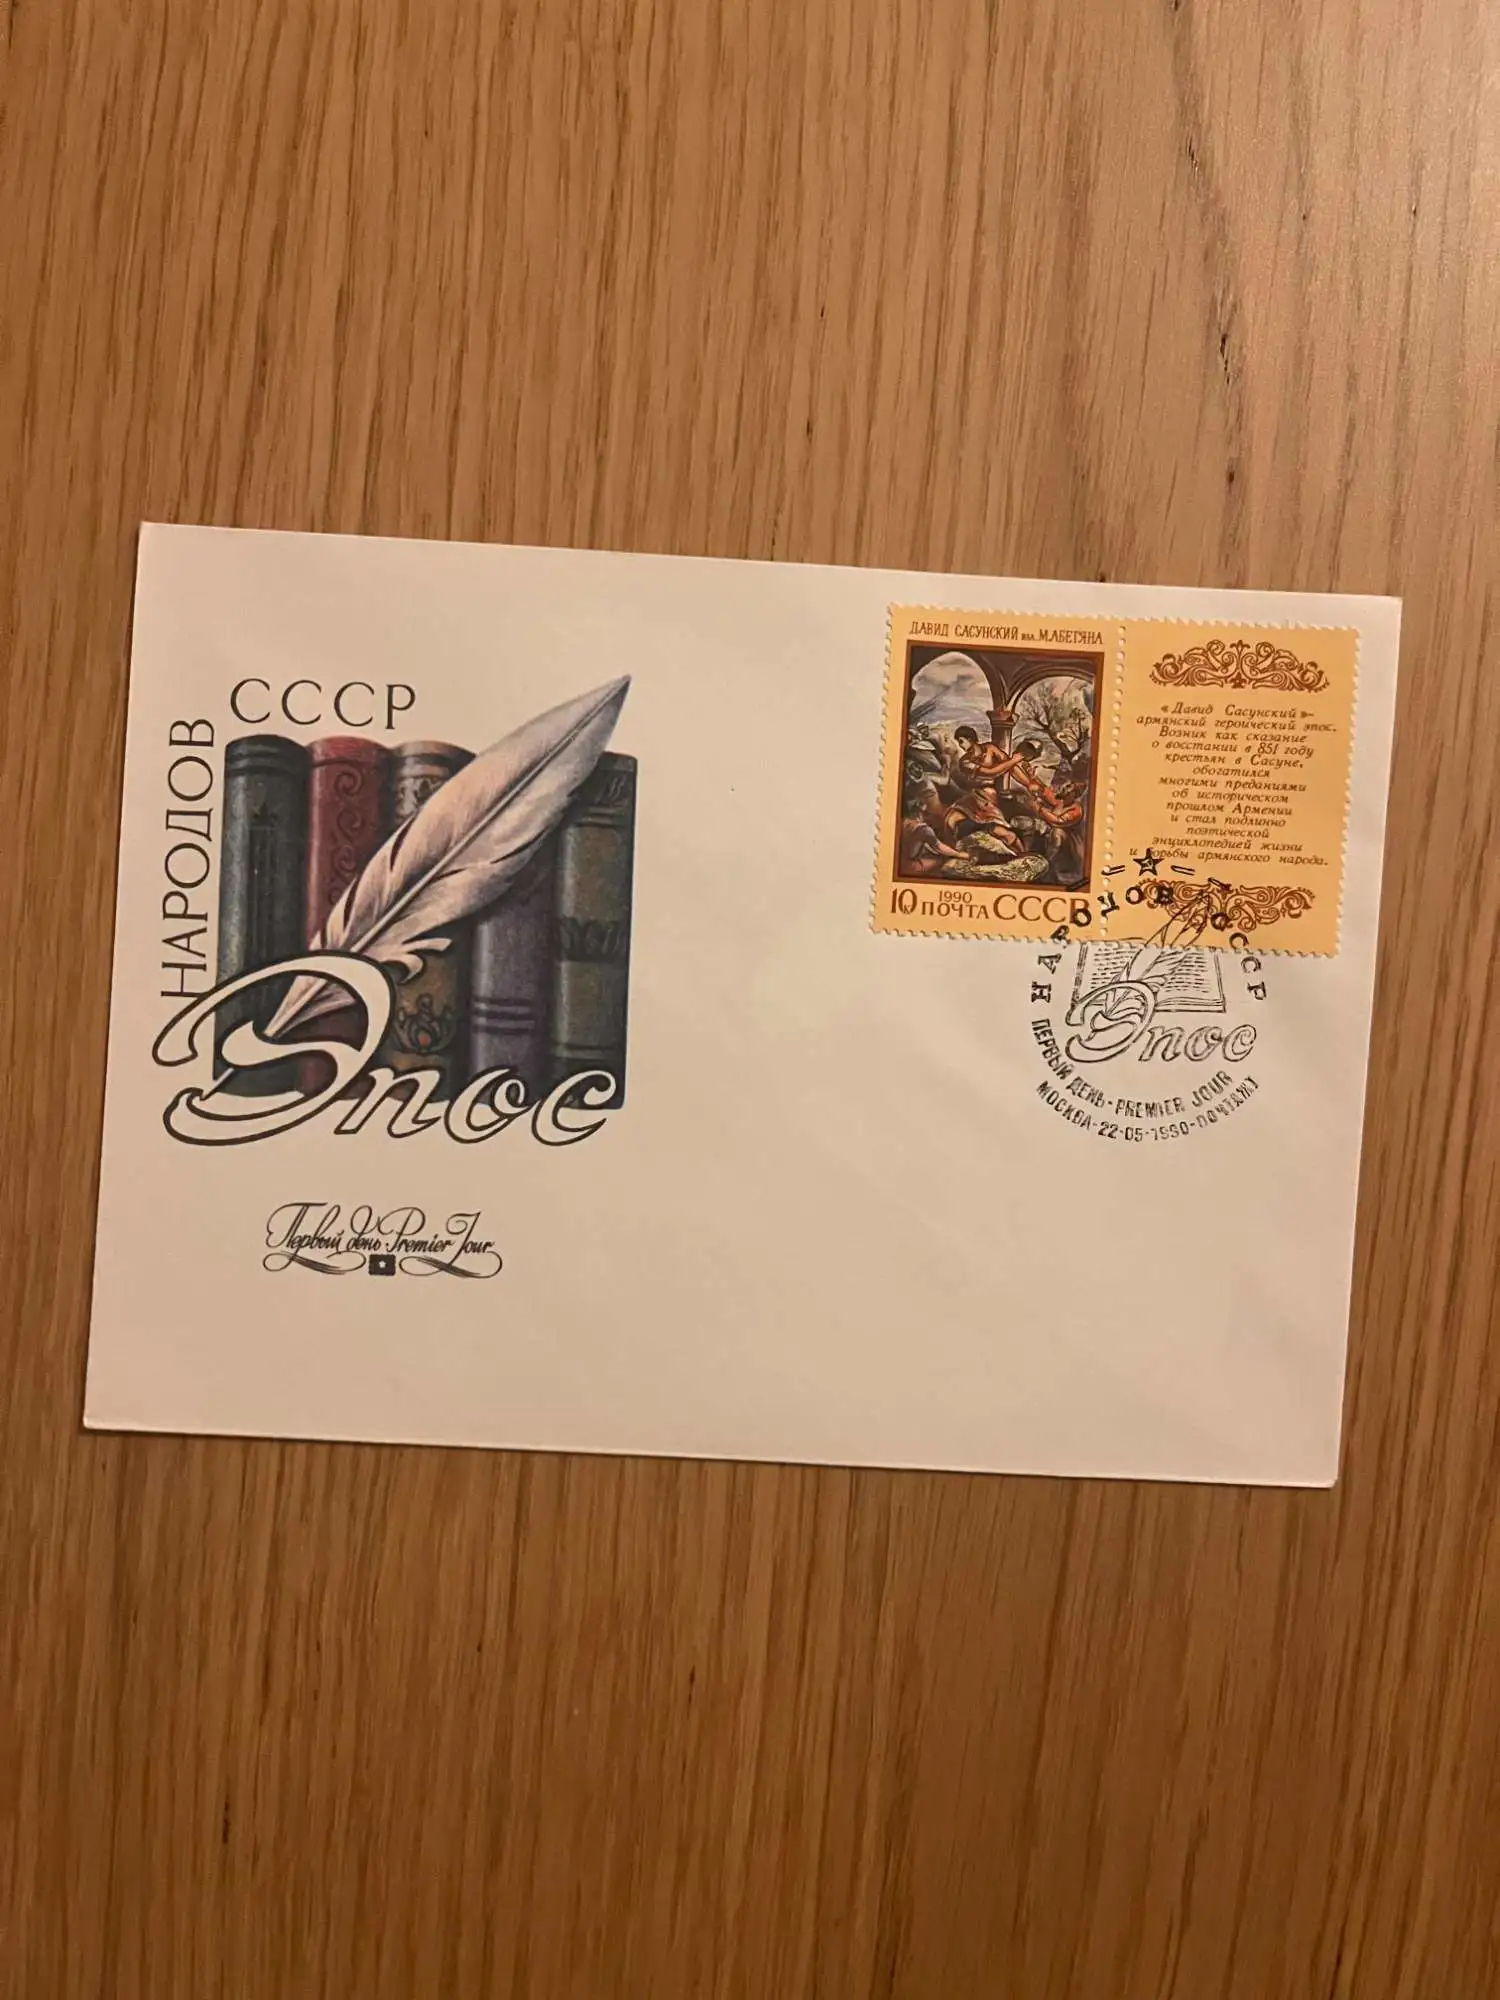 НАРОДОВ
СССР
Эпос
Первый день Premier Jour
ДАВИД САСУНСКИЙ М.АБЕГЯНА
10К 1990 ПОЧТА СССР
«Давид Сасунский»-
армянский героический эпос.
Возник как сказание
о восстании в 851 году
крестьян в Сасуне,
обогатился
многими преданиями
об историческом
прошлом Армении
и стал подлинно
поэтической
энциклопедией жизни
и борьбы армянского народа.
НАРОДОВ СССР
Эпос
ПЕРВЫЙ ДЕНЬ-PREMIER JOUR
МОСКВА-22-05-1990-ПОЧТАМТ